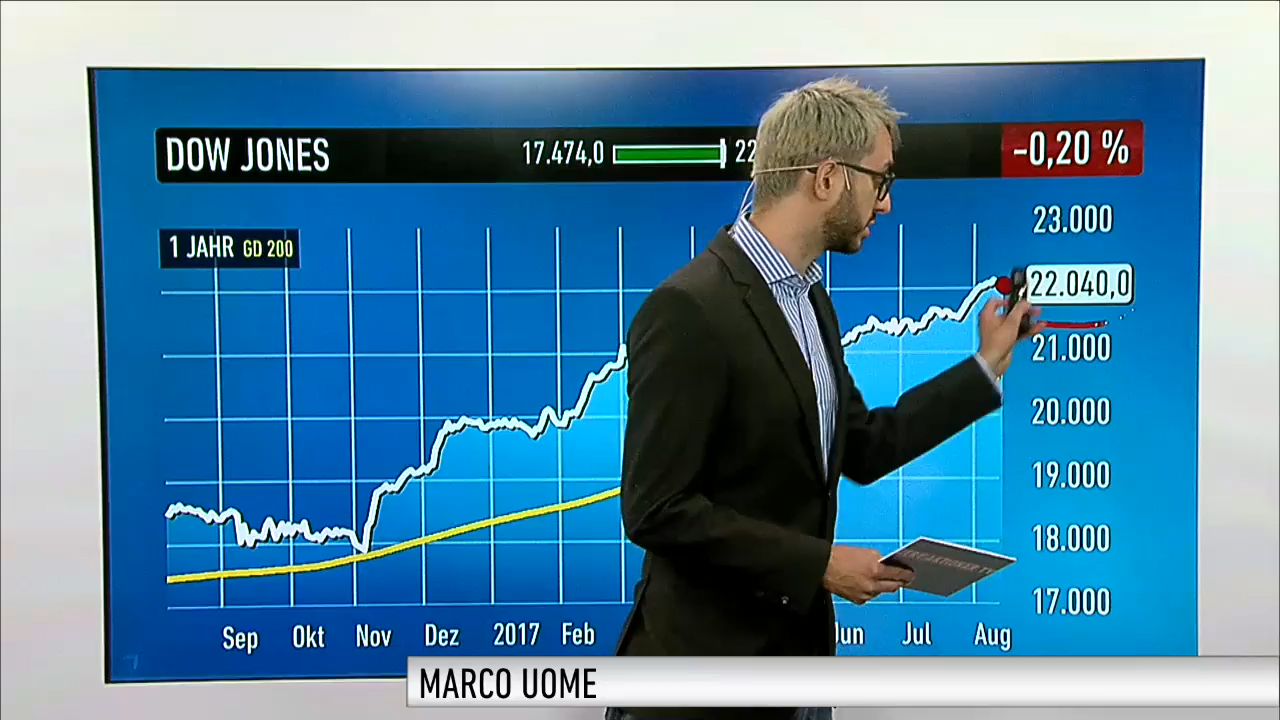 DOW JONES 17.474,0 22 -0,20 %
1 JAHR GD 200
23.000
22.040,0
21.000
20.000
19.000
18.000
17.000
Sep Okt Nov Dez 2017 Feb Jun Jul Aug
MARCO UOME